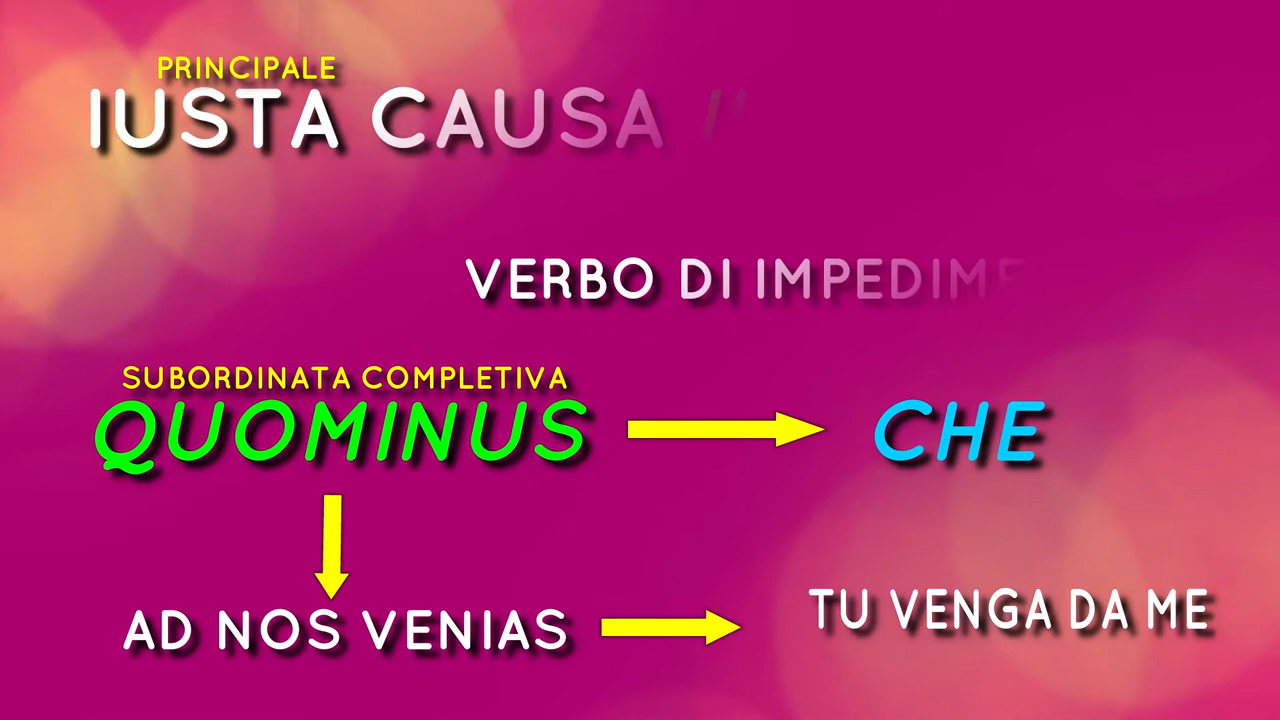 PRINCIPALE
IUSTA CAUSA
VERBO DI
SUBORDINATA COMPLETIVA
QUOMINUS CHE
AD NOS VENIAS TU VENGA DA ME